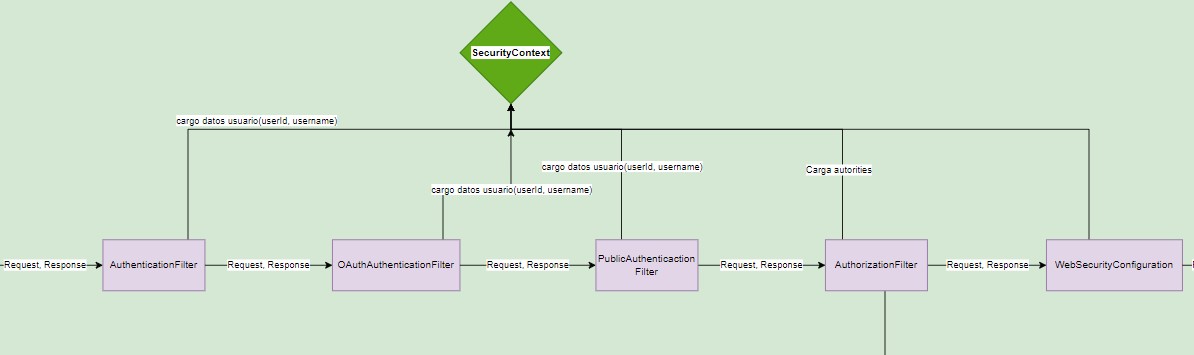 SecurityContext
cargo datos usuario(userId, username)
cargo datos usuario(userId, username)
Carga autorities
cargo datos usuario(userId, username)
Request, Response
AuthenticationFilter
Request, Response
OAuthAuthenticationFilter
Request, Response
PublicAuthenticaction
Filter
Request, Response
AuthorizationFilter
Request, Response
WebSecurityConfiguration